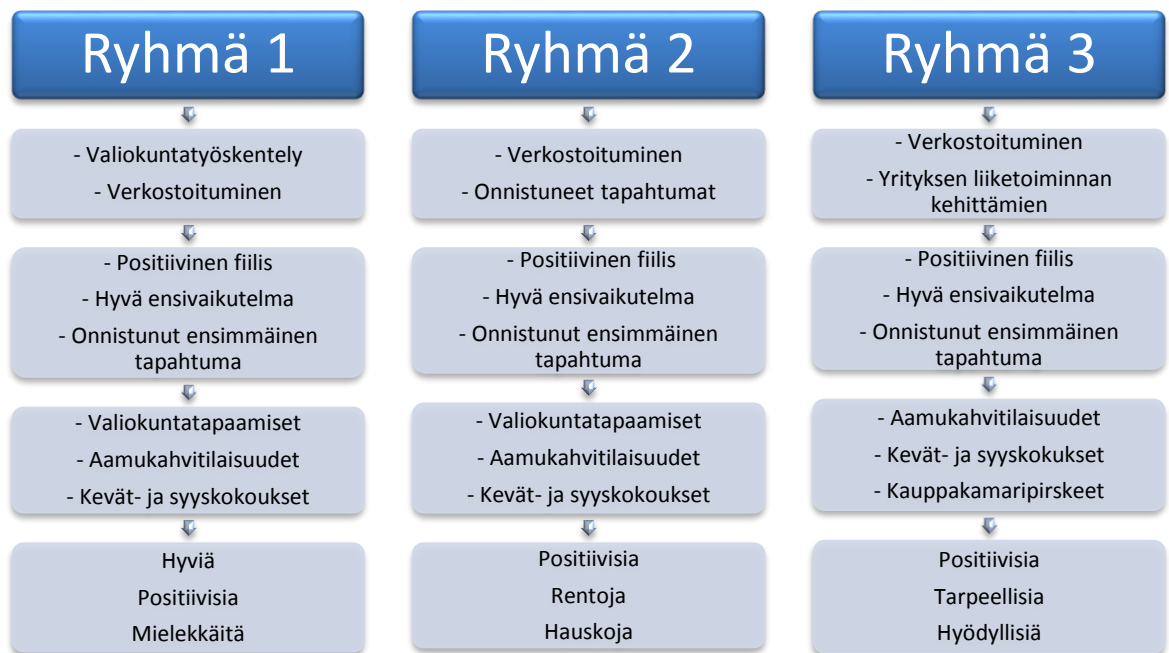 Ryhmä 1
- Valiokuntatyöskentely
- Verkostoituminen
- Positiivinen fiilis
- Hyvä ensivaikutelma
- Onnistunut ensimmäinen
tapahtuma
- Valiokuntatapaamiset
- Aamukahvitilaisuudet
- Kevät- ja syyskokoukset
Hyviä
Positiivisia
Mielekkäitä
Ryhmä 2
- Verkostoituminen
- Onnistuneet tapahtumat
- Positiivinen fiilis
- Hyvä ensivaikutelma
- Onnistunut ensimmäinen
tapahtuma
- Valiokuntatapaamiset
- Aamukahvitilaisuudet
- Kevät- ja syyskokoukset
Positiivisia
Rentoja
Hauskoja
Ryhmä 3
- Verkostoituminen
- Yrityksen liiketoiminnan
kehittämien
- Positiivinen fiilis
- Hyvä ensivaikutelma
- Onnistunut ensimmäinen
tapahtuma
- Aamukahvitilaisuudet
- Kevät- ja syyskokukset
- Kauppakamaripirskeet
Positiivisia
Tarpeellisia
Hyödyllisiä